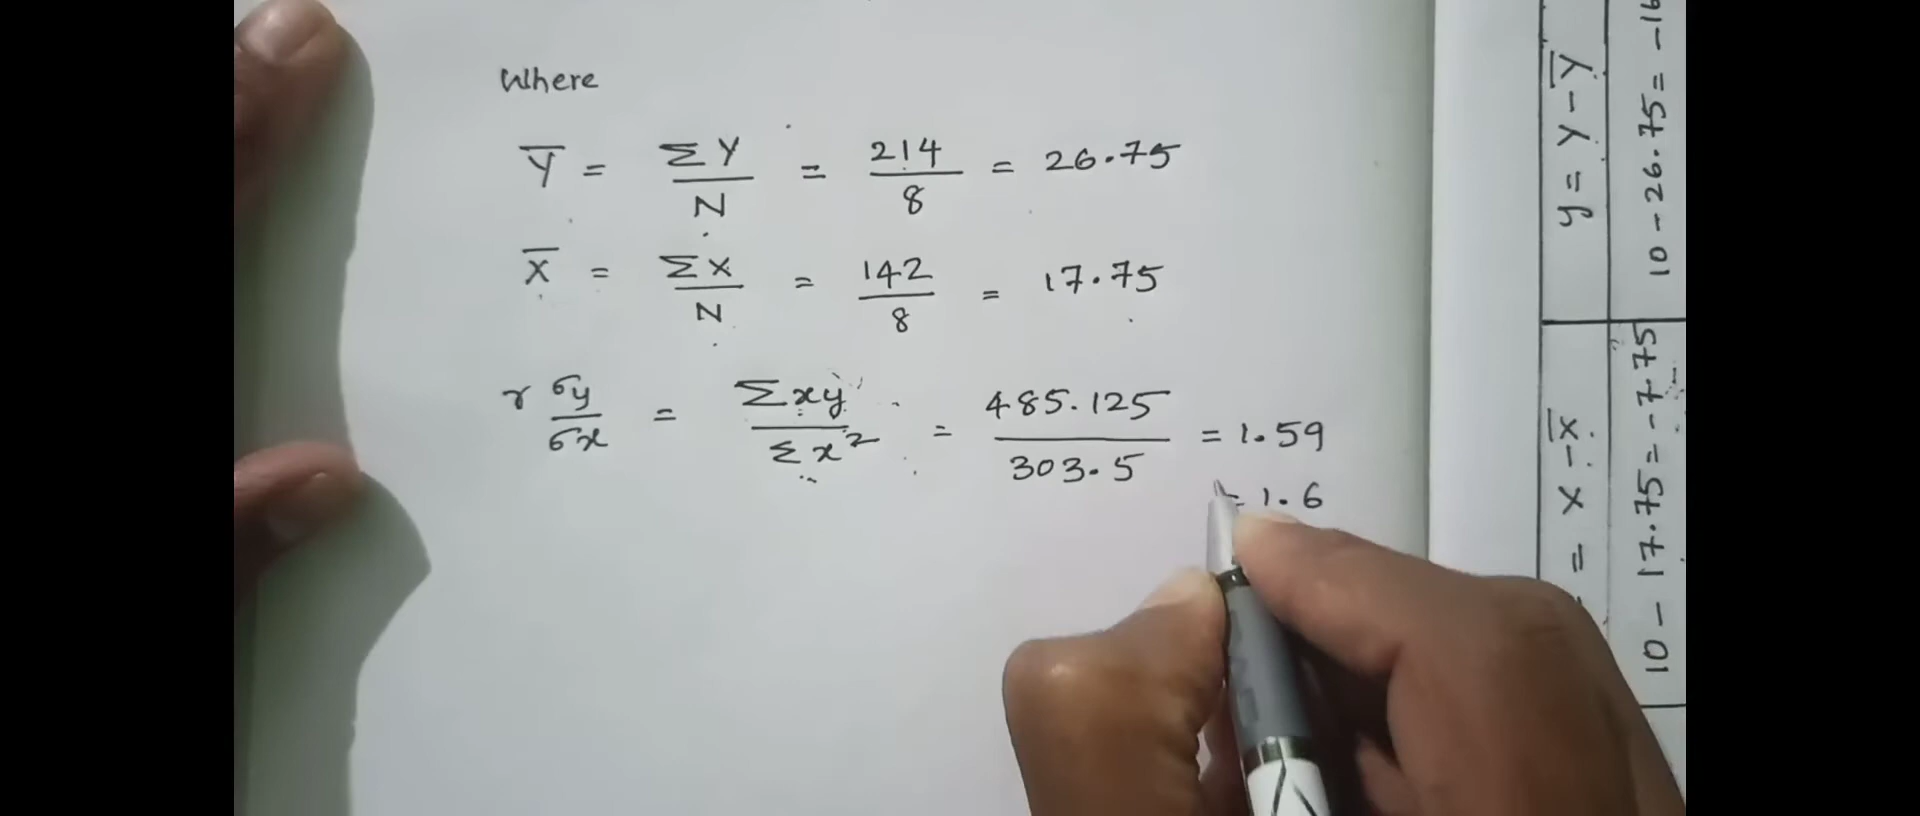 Where
Y̅ = ΣY/N = 214/8 = 26.75
X̅ = ΣX/N = 142/8 = 17.75
r σy/σx = Σxy/Σx² = 485.125/303.5 = 1.59
= 1.6
y = Y - Y̅
10 - 26.75 = -1
= X - X̅
10 - 17.75 = -7.75